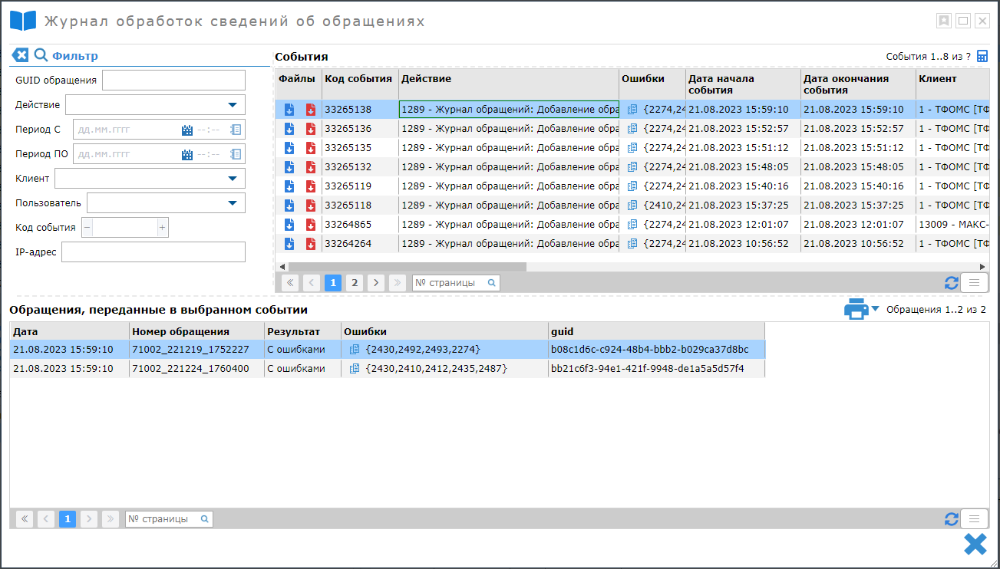 Журнал обработок сведений об обращениях
Фильтр
GUID обращения
Действие
Период С дд.мм.гггг --:--
Период ПО дд.мм.гггг --:--
Клиент
Пользователь
Код события − +
IP-адрес
События События 1..8 из ?
Файлы Код события Действие Ошибки Дата начала события Дата окончания события Клиент
33265138 1289 - Журнал обращений: Добавление обра {2274,24 21.08.2023 15:59:10 21.08.2023 15:59:10 1 - ТФОМС [ТФ
33265136 1289 - Журнал обращений: Добавление обра {2274,24 21.08.2023 15:52:57 21.08.2023 15:52:57 1 - ТФОМС [ТФ
33265135 1289 - Журнал обращений: Добавление обра {2274,24 21.08.2023 15:51:12 21.08.2023 15:51:12 1 - ТФОМС [ТФ
33265132 1289 - Журнал обращений: Добавление обра {2274,24 21.08.2023 15:48:05 21.08.2023 15:48:05 1 - ТФОМС [ТФ
33265119 1289 - Журнал обращений: Добавление обра {2274,24 21.08.2023 15:40:16 21.08.2023 15:40:16 1 - ТФОМС [ТФ
33265118 1289 - Журнал обращений: Добавление обра {2410,24 21.08.2023 15:37:25 21.08.2023 15:37:25 1 - ТФОМС [ТФ
33264865 1289 - Журнал обращений: Добавление обра {2274,24 21.08.2023 12:01:07 21.08.2023 12:01:07 13009 - МАКС-
33264264 1289 - Журнал обращений: Добавление обра {2274,24 21.08.2023 10:56:52 21.08.2023 10:56:52 1 - ТФОМС [ТФ
« < 1 2 > » № страницы
Обращения, переданные в выбранном событии Обращения 1..2 из 2
Дата Номер обращения Результат Ошибки guid
21.08.2023 15:59:10 71002_221219_1752227 С ошибками {2430,2492,2493,2274} b08c1d6c-c924-48b4-bbb2-b029ca37d8bc
21.08.2023 15:59:10 71002_221224_1760400 С ошибками {2430,2410,2412,2435,2487} bb21c6f3-94e1-421f-9948-de1a5a5d57f4
« < 1 > » № страницы